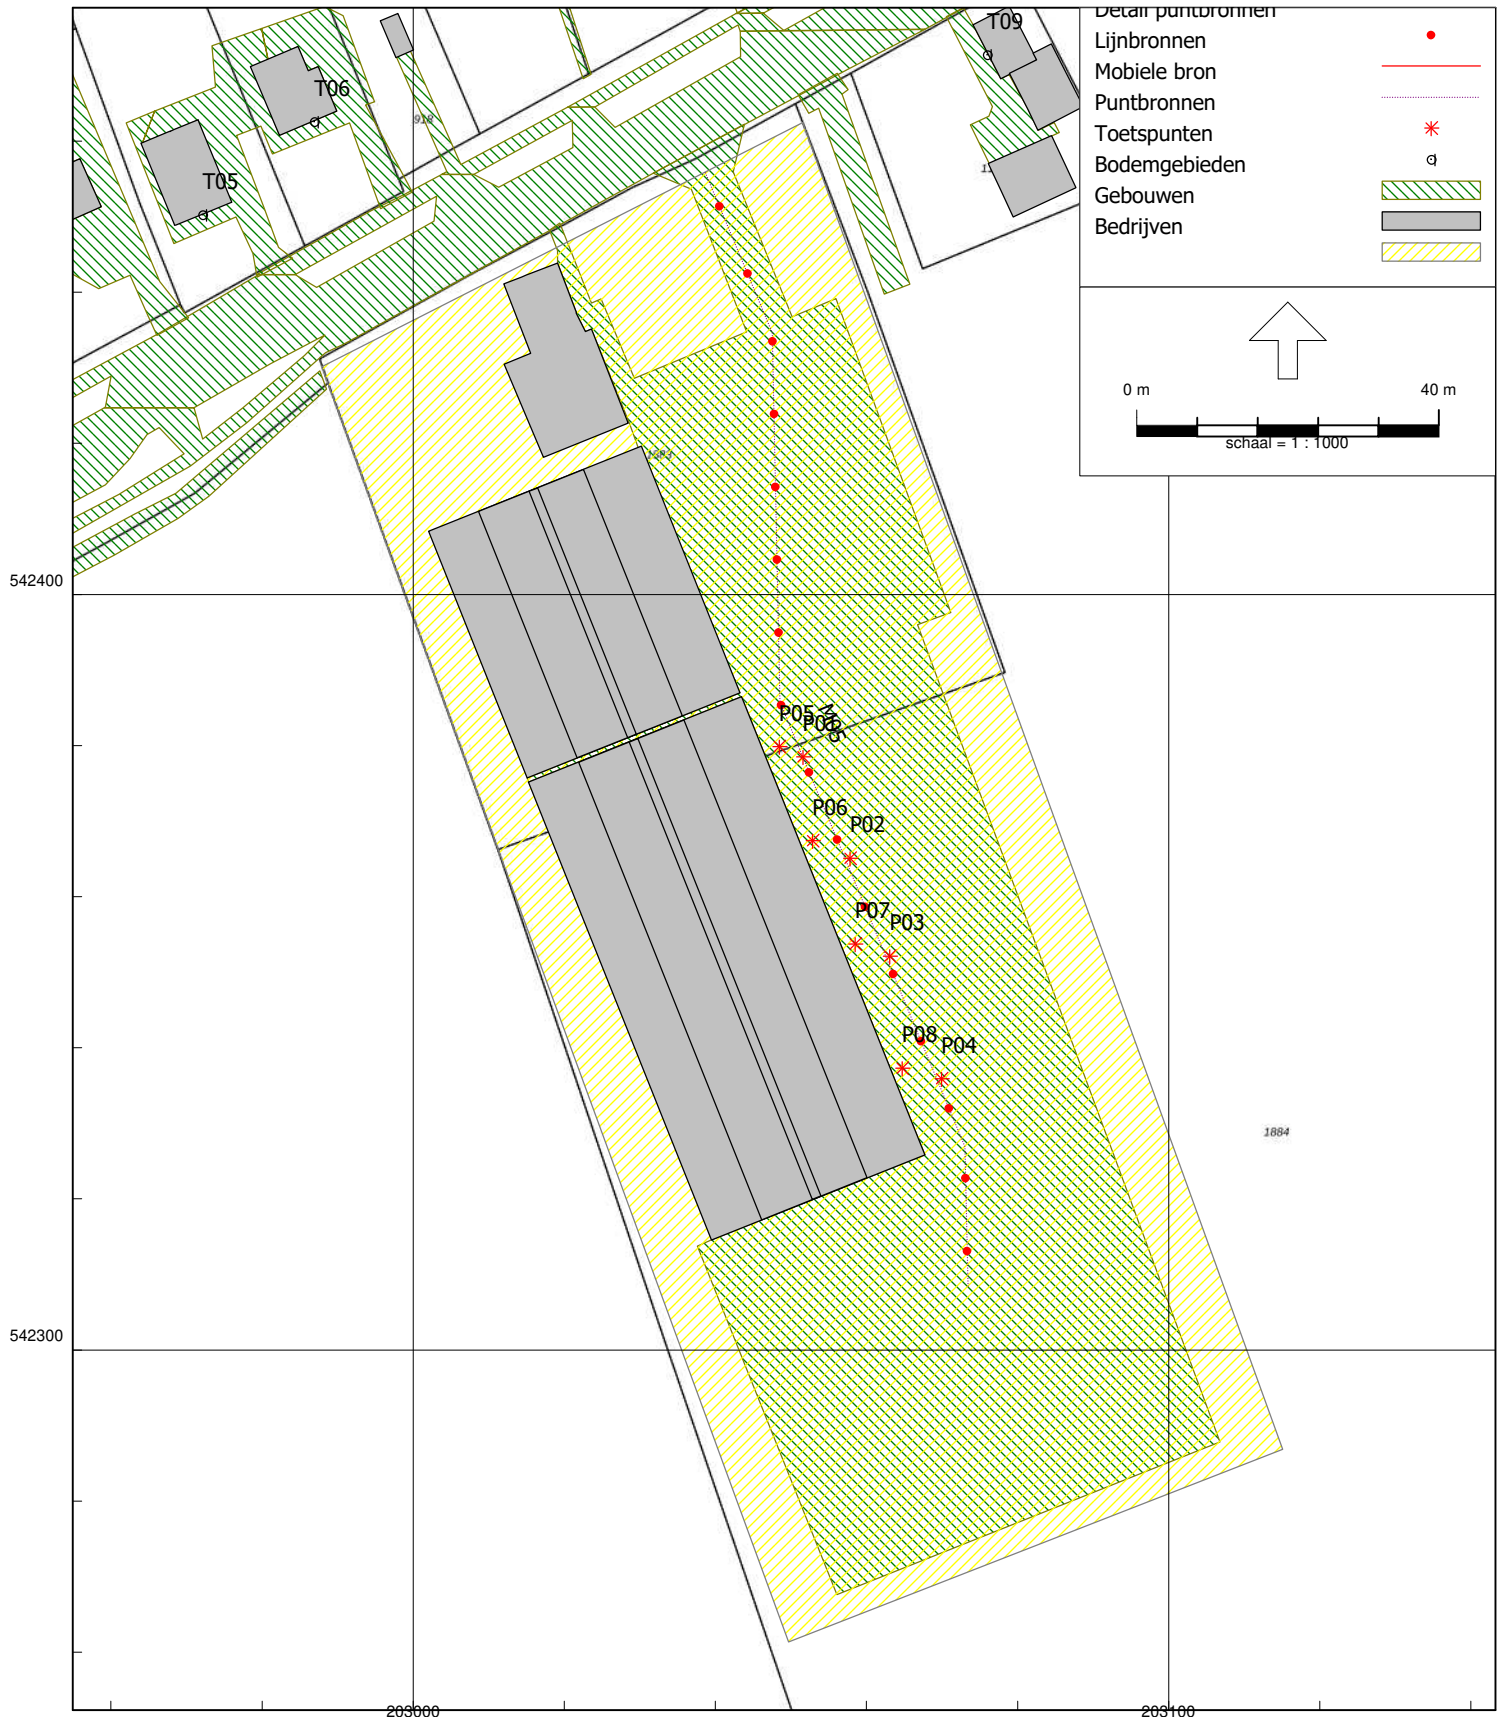 Detail puntbronnen
Lijnbronnen
Mobiele bron
Puntbronnen
Toetspunten
Bodemgebieden
Gebouwen
Bedrijven
0 m 40 m
schaal = 1 : 1000
T09
T06
918
T05
1593
542400
P05
P06
P02
P07
P03
P08
P04
1884
542300
203000
203100